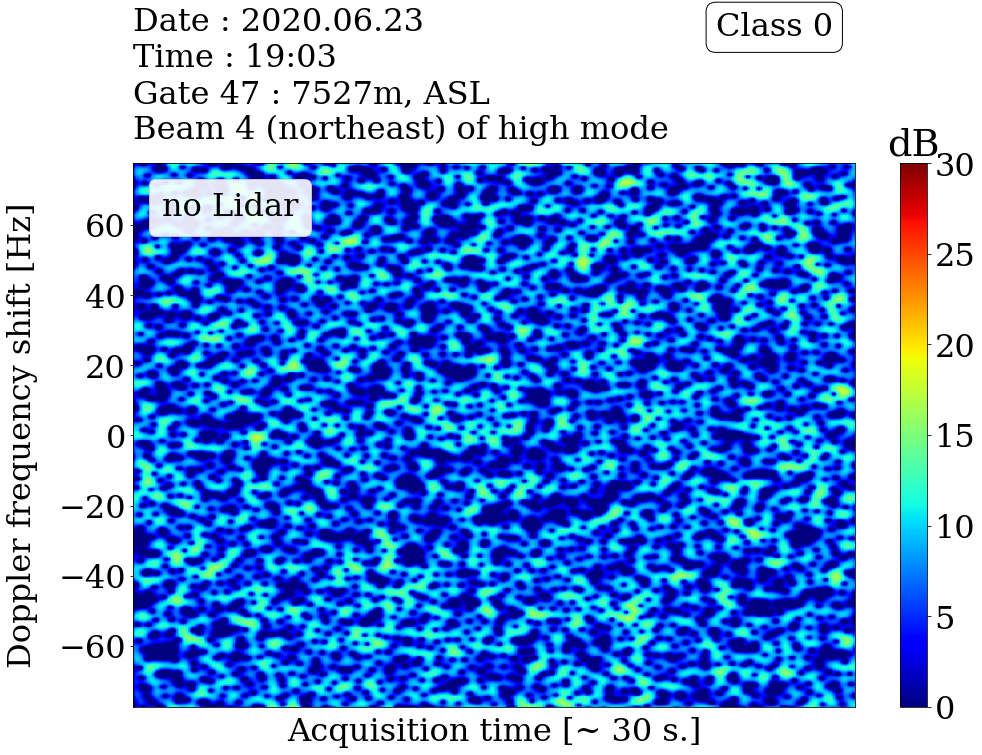 Date : 2020.06.23
Time : 19:03
Gate 47 : 7527m, ASL
Beam 4 (northeast) of high mode
Class 0
dB
no Lidar
Doppler frequency shift [Hz]
60
40
20
0
−20
−40
−60
Acquisition time [~ 30 s.]
30
25
20
15
10
5
0